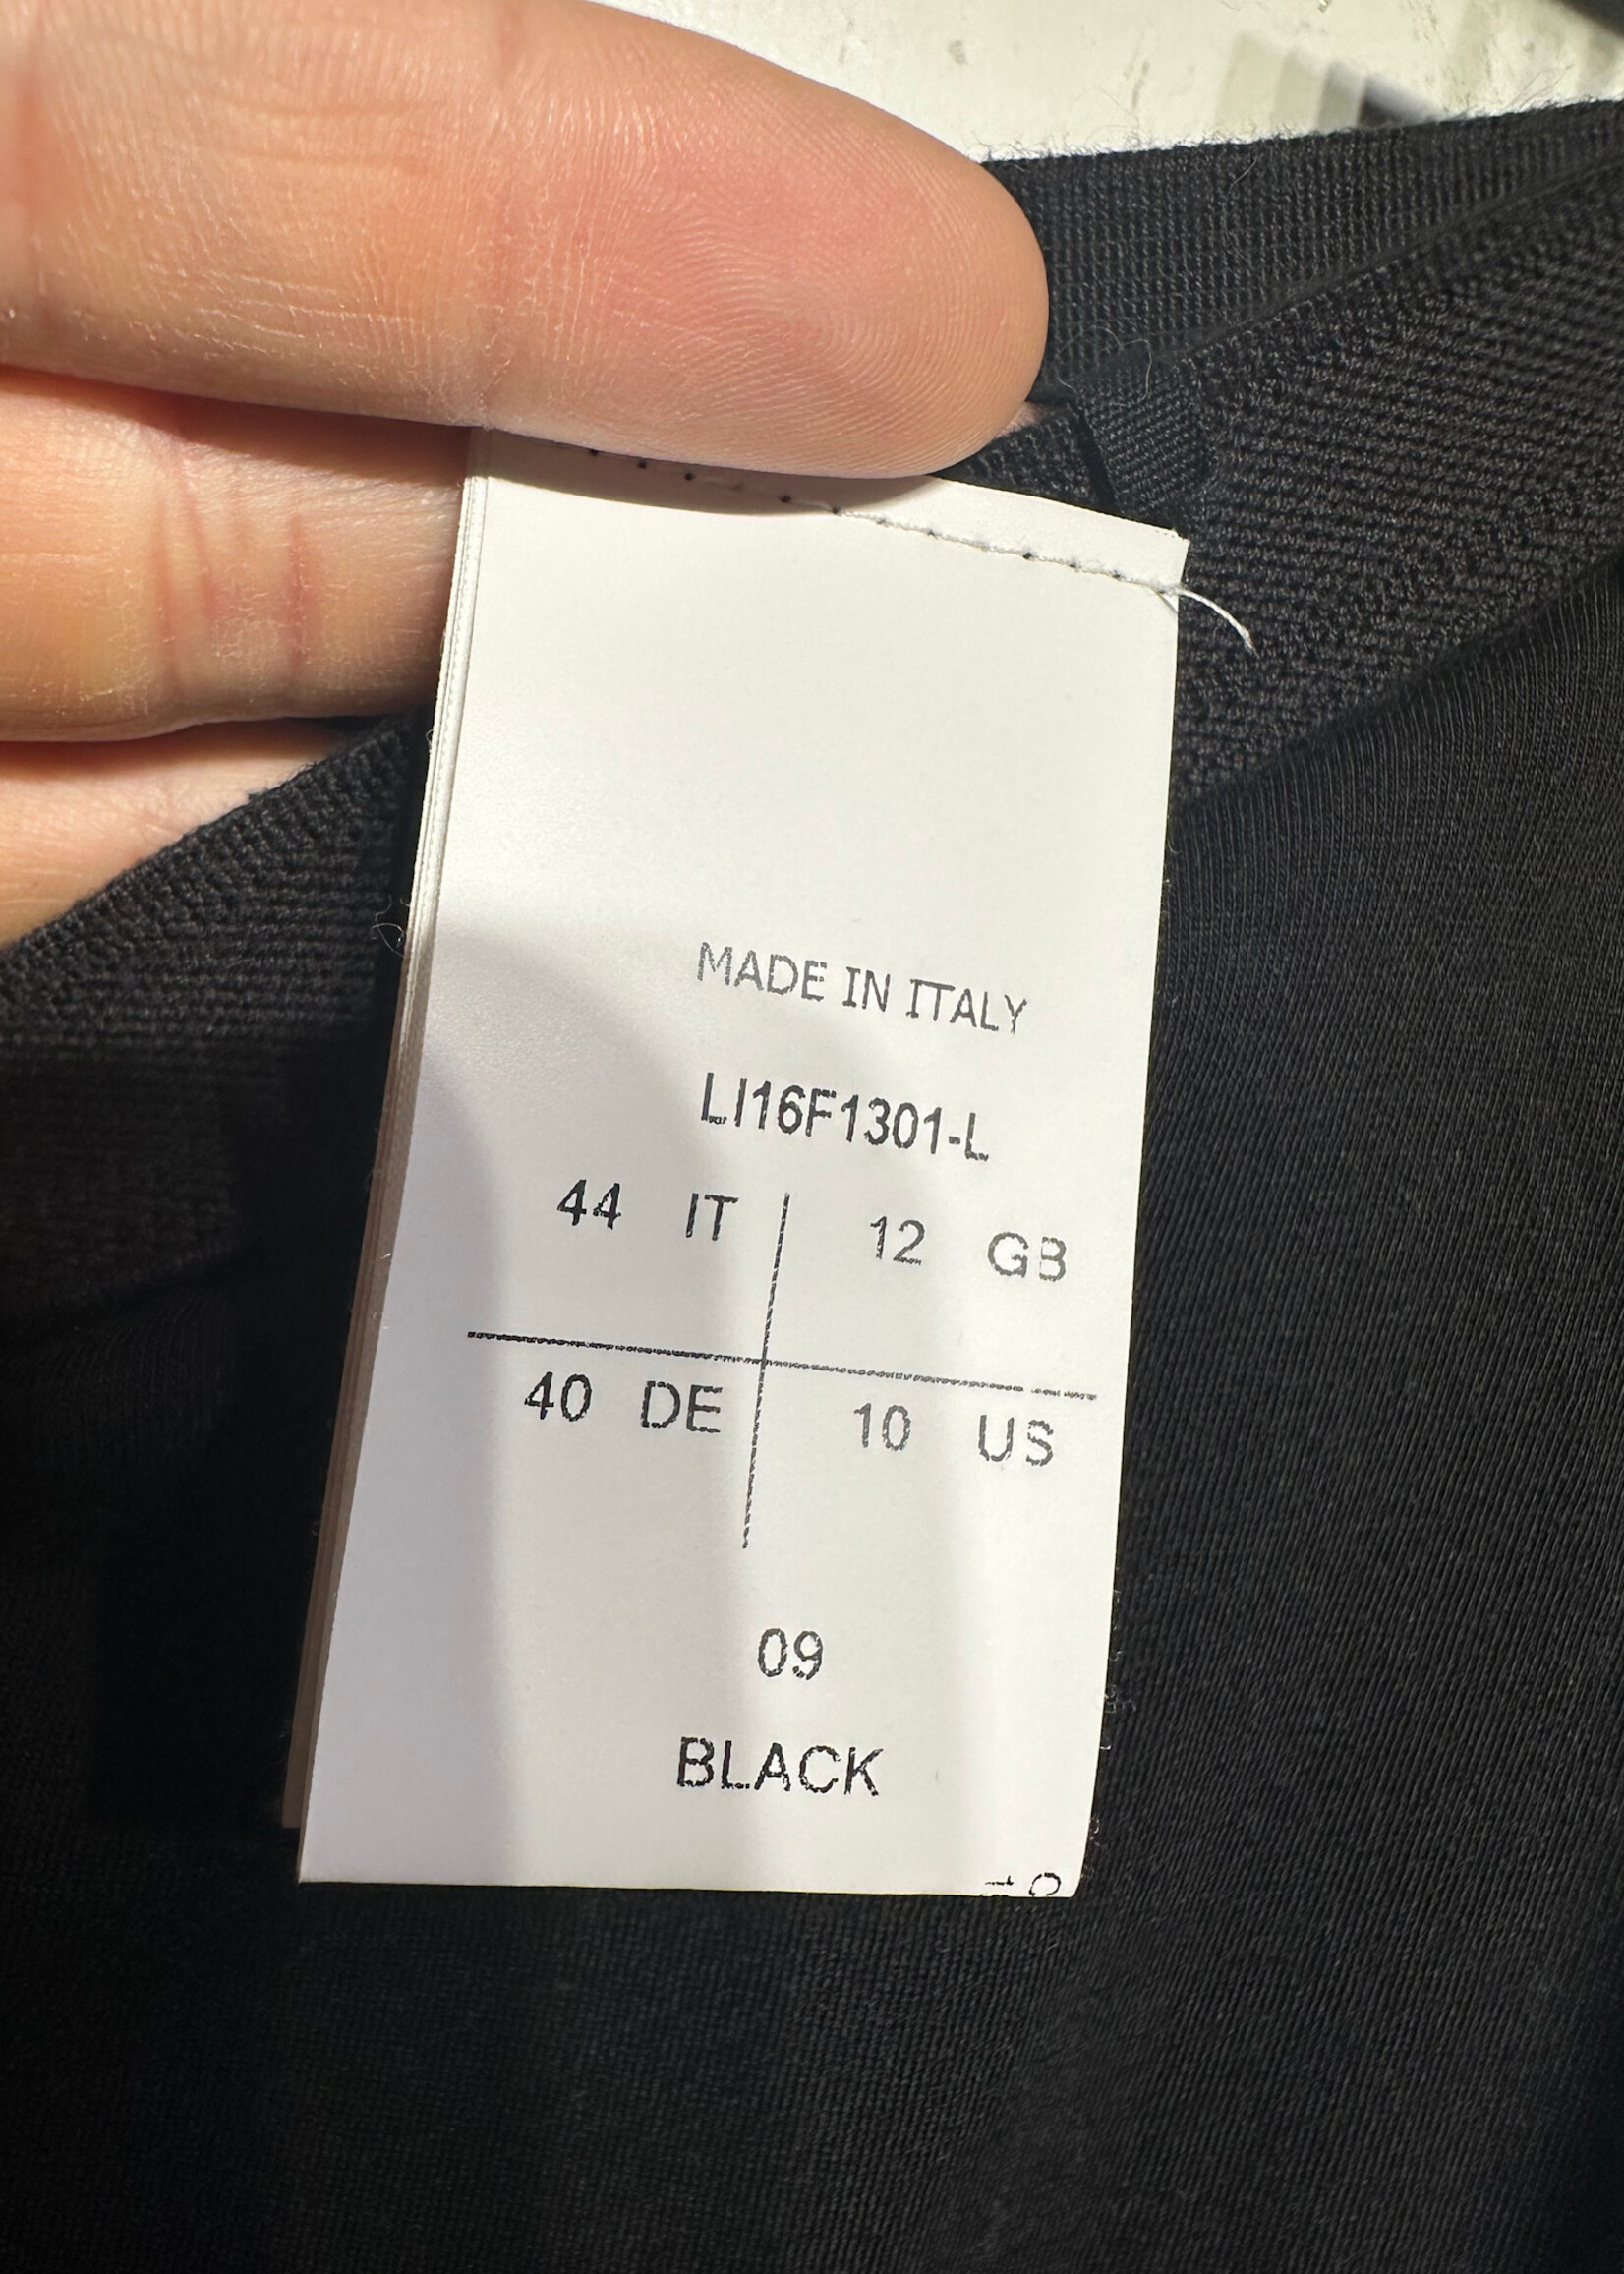 MADE IN ITALY
LI16F1301-L
44 IT 12 GB
40 DE 10 US
09
BLACK